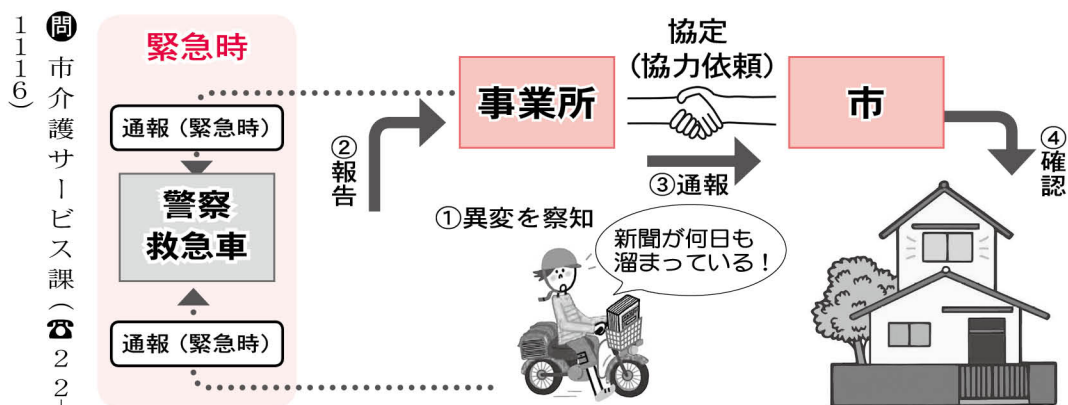 緊急時
通報（緊急時）
警察
救急車
通報（緊急時）
事業所
協定
（協力依頼）
市
②報告
③通報
④確認
①異変を察知
新聞が何日も
溜まっている！
問 市介護サービス課（☎22-
1116）